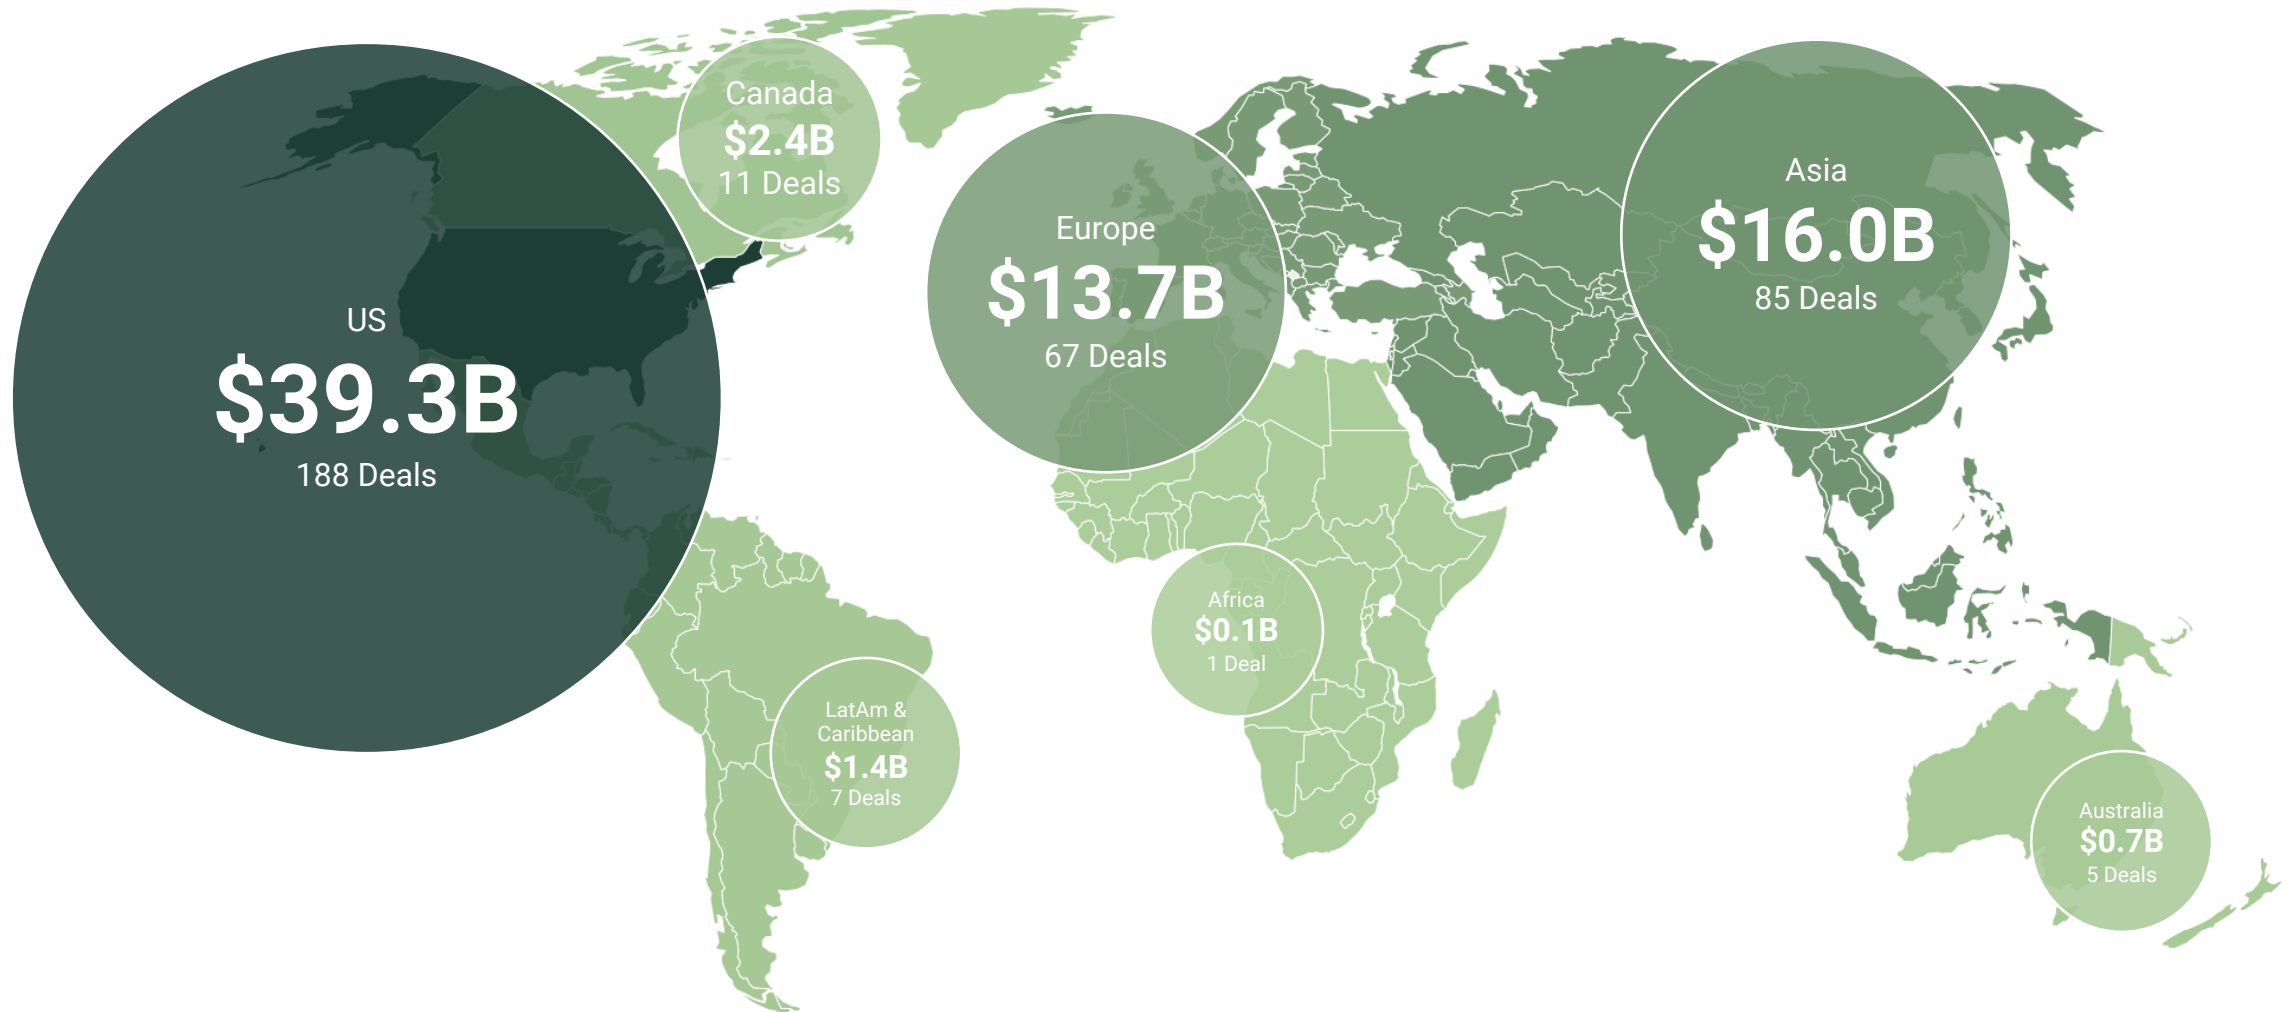 US
$39.3B
188 Deals
Canada
$2.4B
11 Deals
Europe
$13.7B
67 Deals
Asia
$16.0B
85 Deals
LatAm &
Caribbean
$1.4B
7 Deals
Africa
$0.1B
1 Deal
Australia
$0.7B
5 Deals